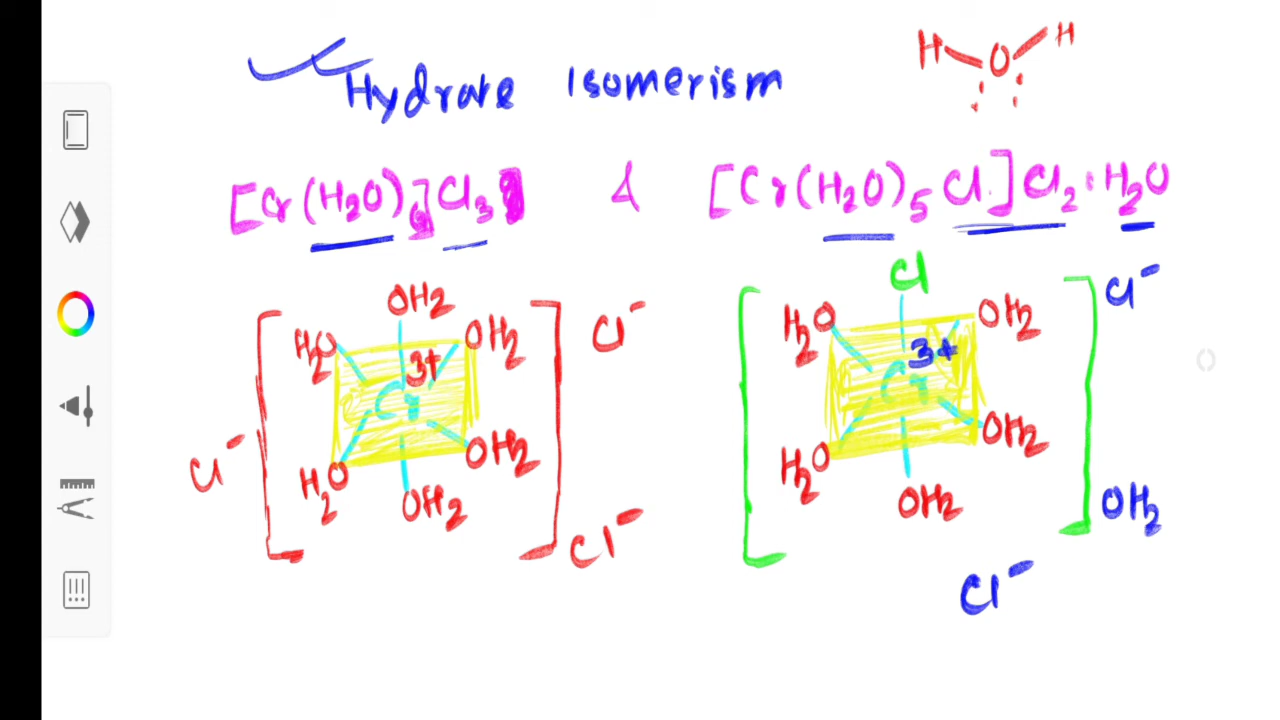 Hydrate Isomerism
H O H
[Cr(H2O)6]Cl3 & [Cr(H2O)5Cl]Cl2·H2O
Cl
OH2 Cl-
H2O OH2 Cl- H2O OH2
3+ 3+
Cr Cr
Cl- H2O OH2 H2O OH2
OH2 OH2 OH2
Cl-
Cl-